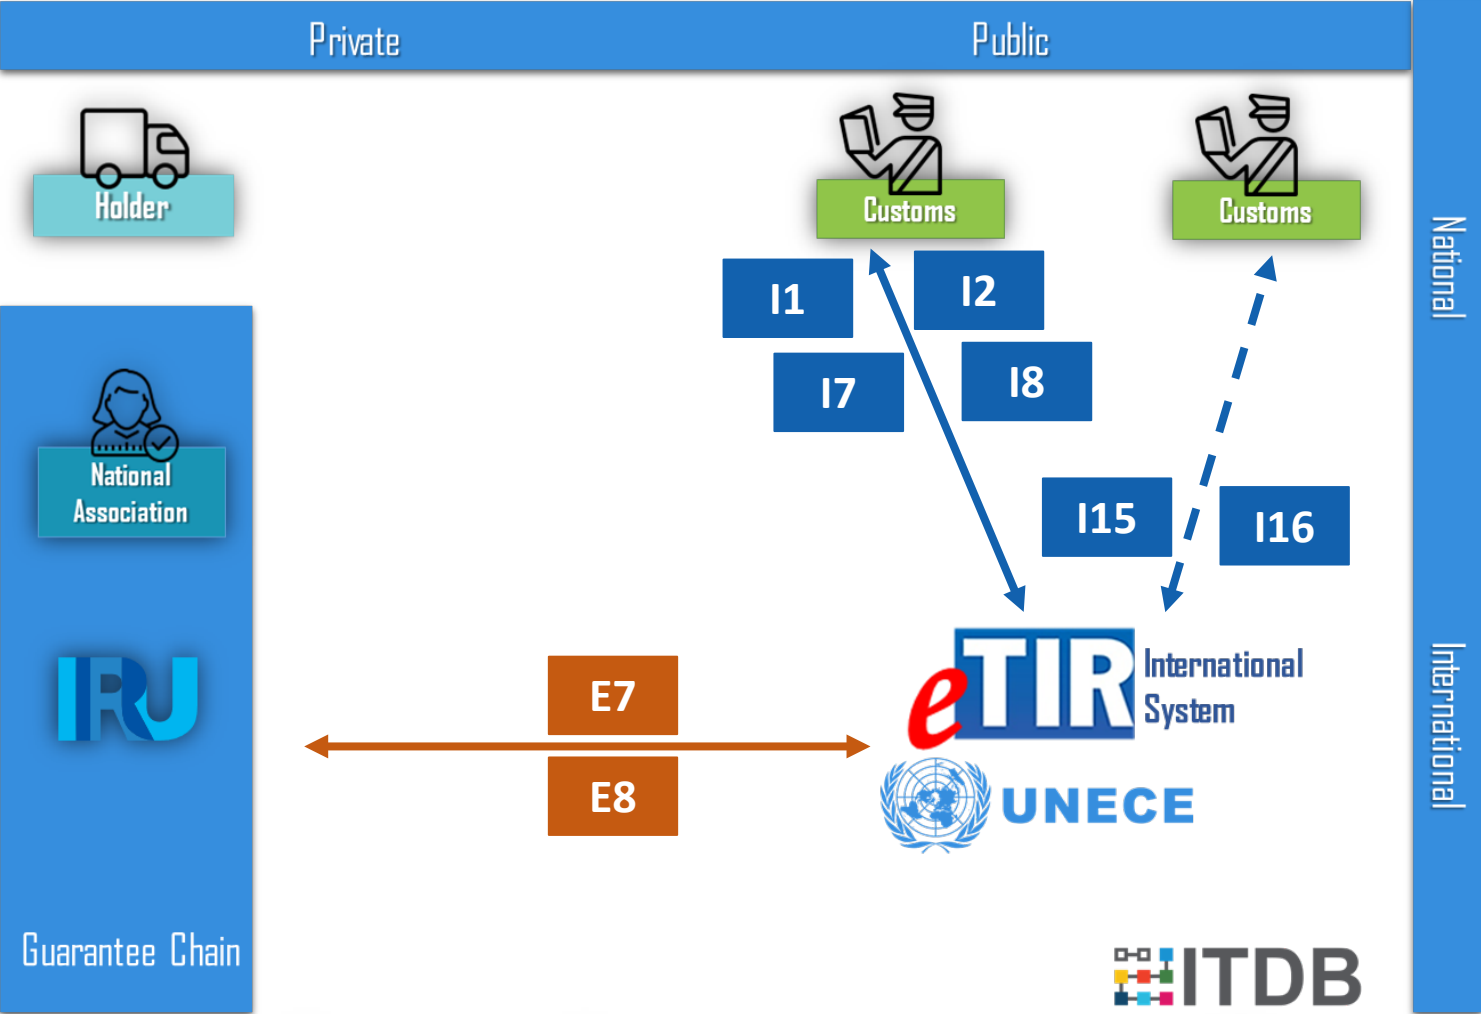 Private
Public
Holder
Customs
Customs
National
I1
I2
I7
I8
National
Association
I15
I16
IRU
E7
E8
eTIR
International
System
UNECE
International
Guarantee Chain
ITDB